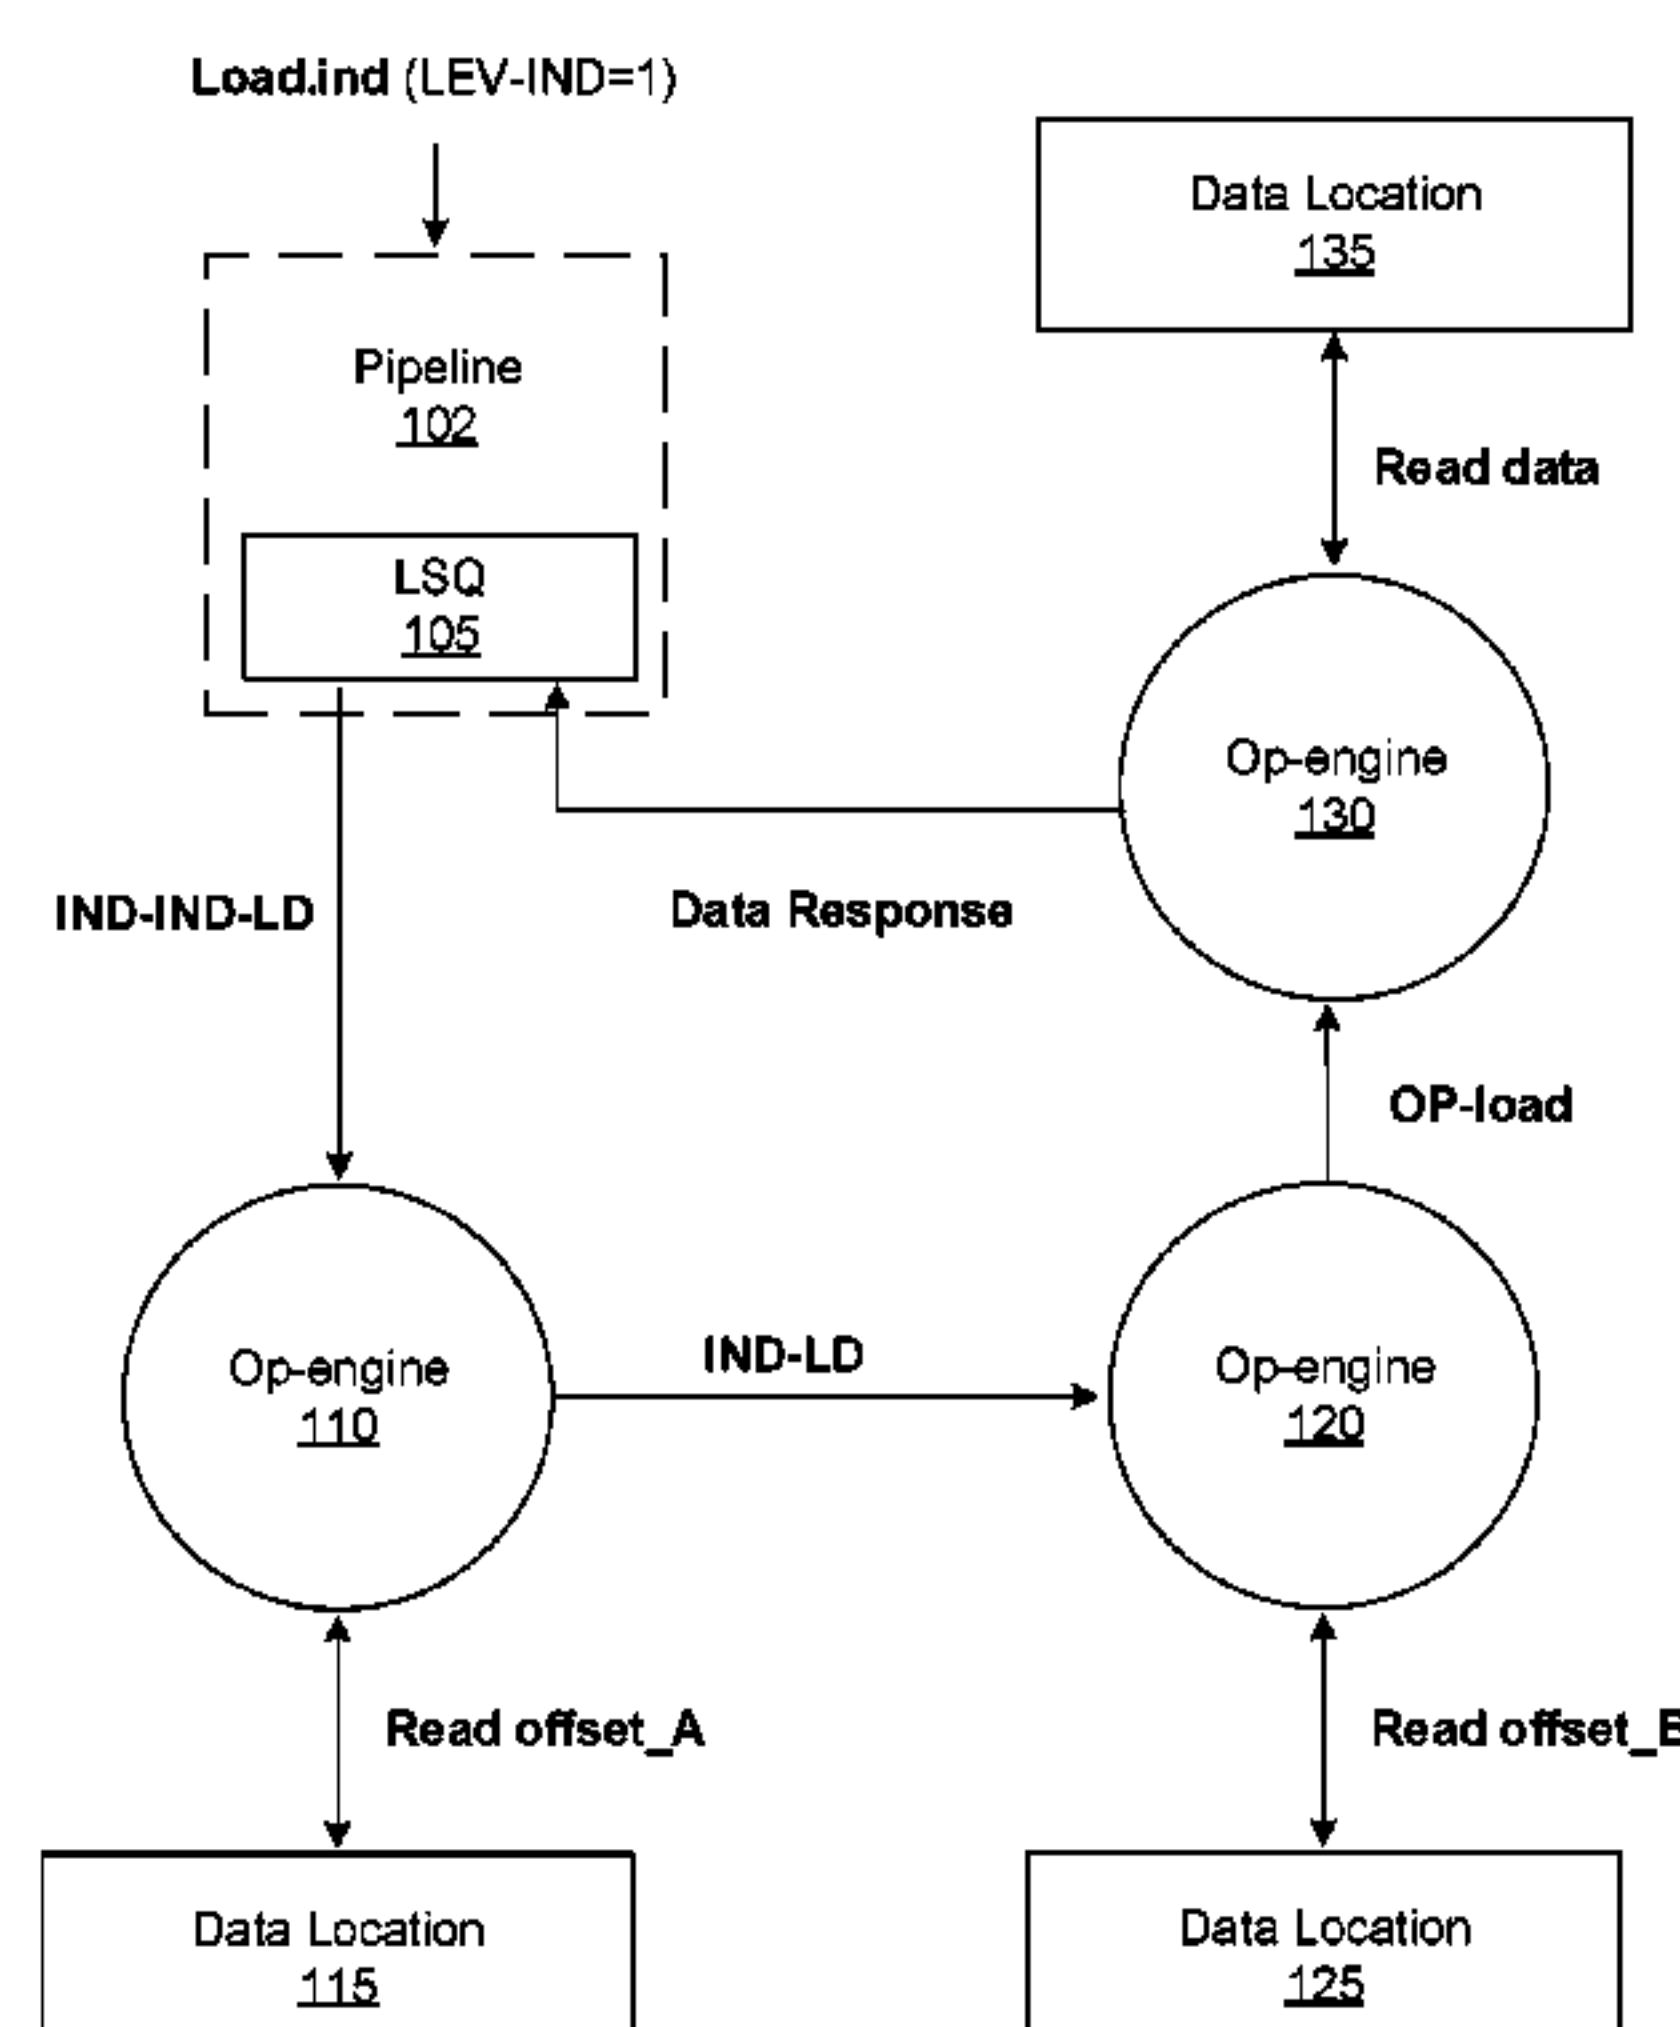 Load.ind (LEV-IND=1)
Data Location
135
Pipeline
102
Read data
LSQ
105
Op-engine
130
IND-IND-LD
Data Response
OP-load
IND-LD
Op-engine
110
Op-engine
120
Read offset_A
Read offset_B
Data Location
115
Data Location
125